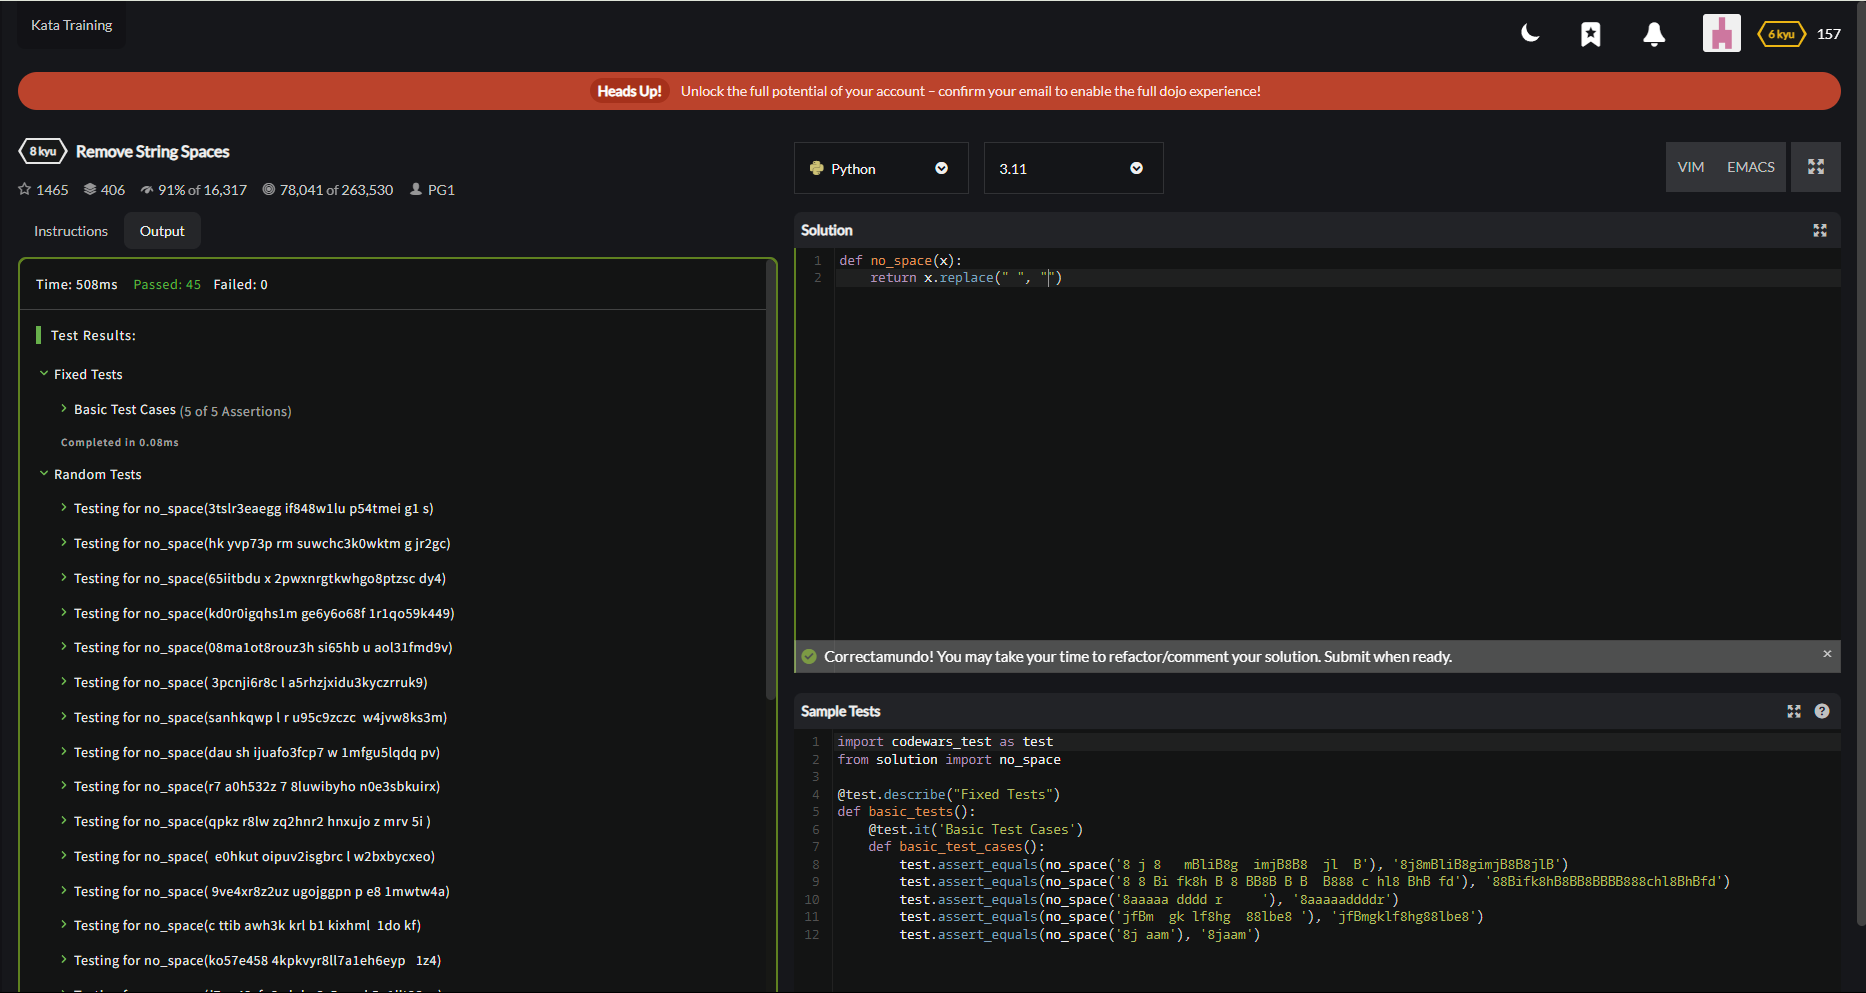 Kata Training
6 kyu 157
Heads Up! Unlock the full potential of your account – confirm your email to enable the full dojo experience!
8 kyu Remove String Spaces
1465 406 91% of 16,317 78,041 of 263,530 PG1
Instructions Output
Time: 508ms Passed: 45 Failed: 0
Test Results:
Fixed Tests
Basic Test Cases (5 of 5 Assertions)
Completed in 0.08ms
Random Tests
Testing for no_space(3tslr3eaegg if848w1lu p54tmei g1 s)
Testing for no_space(hk yvp73p rm suwchc3k0wktm g jr2gc)
Testing for no_space(65iitbdu x 2pwxnrgtkwhgo8ptzsc dy4)
Testing for no_space(kd0r0igqhs1m ge6y6o68f 1r1qo59k449)
Testing for no_space(08ma1ot8rouz3h si65hb u aol31fmd9v)
Testing for no_space( 3pcnji6r8c l a5rhzjxidu3kyczrruk9)
Testing for no_space(sanhkqwp l r u95c9zczc  w4jvw8ks3m)
Testing for no_space(dau sh ijuafo3fcp7 w 1mfgu5lqdq pv)
Testing for no_space(r7 a0h532z 7 8luwibyho n0e3sbkuirx)
Testing for no_space(qpkz r8lw zq2hnr2 hnxujo z mrv 5i )
Testing for no_space(  e0hkut oipuv2isgbrc l w2bxbycxeo)
Testing for no_space( 9ve4xr8z2uz ugojggpn p e8 1mwtw4a)
Testing for no_space(c ttib awh3k krl b1 kixhml  1do kf)
Testing for no_space(ko57e458 4kpkvyr8ll7a1eh6eyp   1z4)
Python 3.11 VIM EMACS
Solution
1 def no_space(x):
2     return x.replace(" ", "")
Correctamundo! You may take your time to refactor/comment your solution. Submit when ready. ×
Sample Tests
1 import codewars_test as test
2 from solution import no_space
3
4 @test.describe("Fixed Tests")
5 def basic_tests():
6     @test.it('Basic Test Cases')
7     def basic_test_cases():
8         test.assert_equals(no_space('8 j 8   mBliB8g  imjB8B8  jl  B'), '8j8mBliB8gimjB8B8jlB')
9         test.assert_equals(no_space('8 8 Bi fk8h B 8 BB8B B B  B888 c hl8 BhB fd'), '88Bifk8hB8BB8BBBB888chl8BhBfd')
10         test.assert_equals(no_space('8aaaaa dddd r     '), '8aaaaaddddr')
11         test.assert_equals(no_space('jfBm  gk lf8hg  88lbe8 '), 'jfBmgklf8hg88lbe8')
12         test.assert_equals(no_space('8j aam'), '8jaam')